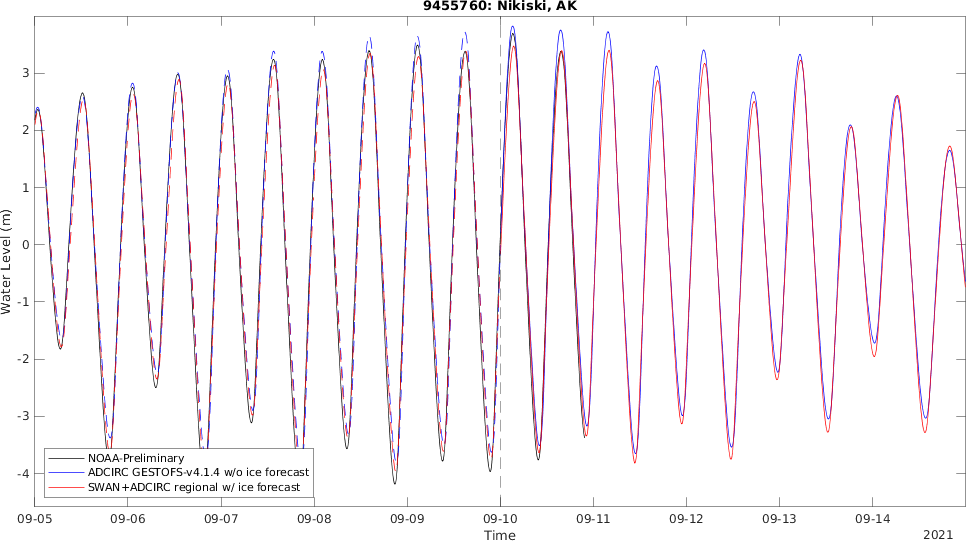 9455760: Nikiski, AK
Water Level (m)
3
2
1
0
-1
-2
-3
-4
NOAA-Preliminary
ADCIRC GESTOFS-v4.1.4 w/o ice forecast
SWAN+ADCIRC regional w/ ice forecast
09-05 09-06 09-07 09-08 09-09 09-10 09-11 09-12 09-13 09-14
Time
2021